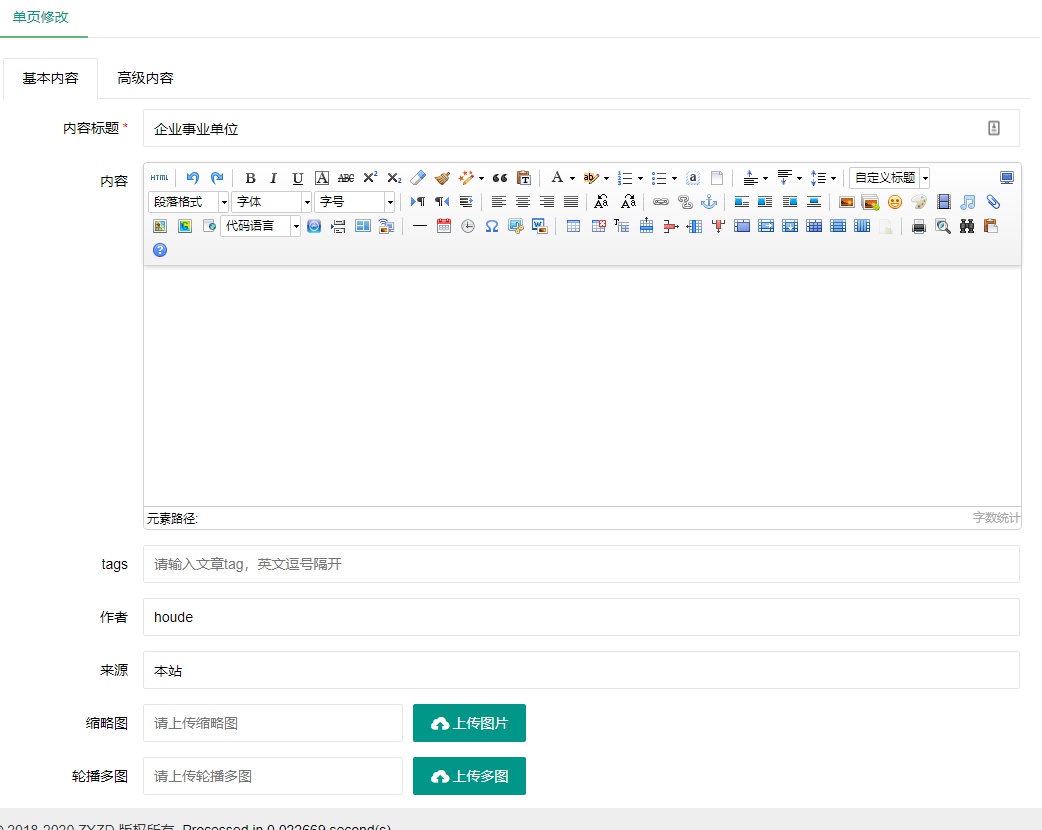 单页修改
基本内容 高级内容
内容标题 * 企业事业单位
内容
HTML B I U A ABC X² X₂ A ab 自定义标题
段落格式 字体 字号
代码语言 Ω
?
元素路径: 字数统计
tags 请输入文章tag，英文逗号隔开
作者 houde
来源 本站
缩略图 请上传缩略图 上传图片
轮播多图 请上传轮播多图 上传多图
© 2018-2020 ZYZD 版权所有 Processed in 0.022669 second(s)